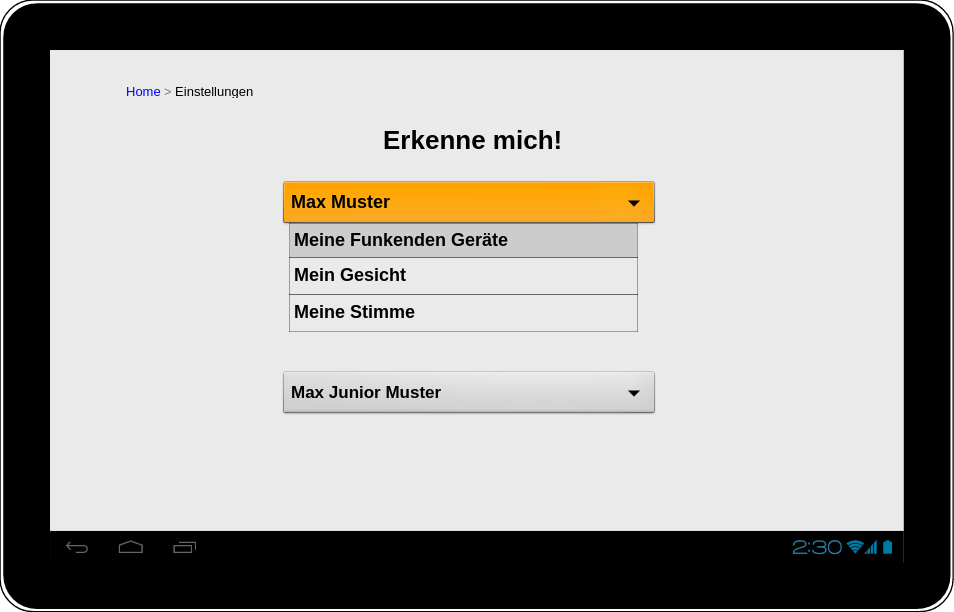 Home > Einstellungen
Erkenne mich!
Max Muster
Meine Funkenden Geräte
Mein Gesicht
Meine Stimme
Max Junior Muster
2:30